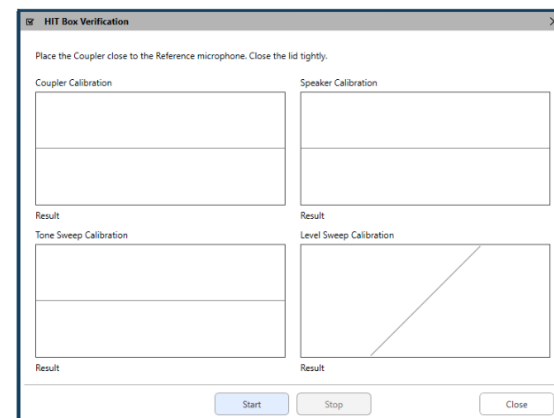 HIT Box Verification
Place the Coupler close to the Reference microphone. Close the lid tightly.
Coupler Calibration
Speaker Calibration
Result
Result
Tone Sweep Calibration
Level Sweep Calibration
Result
Result
Start
Stop
Close